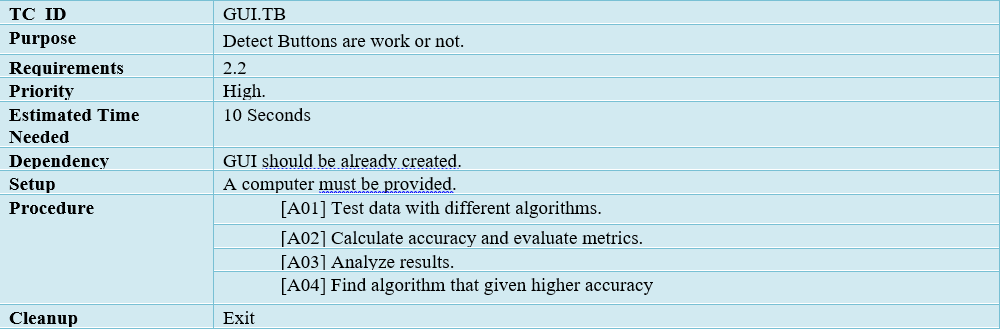 TC_ID GUI.TB
Purpose Detect Buttons are work or not.
Requirements 2.2
Priority High.
Estimated Time 10 Seconds
Needed
Dependency GUI should be already created.
Setup A computer must be provided.
Procedure [A01] Test data with different algorithms.
[A02] Calculate accuracy and evaluate metrics.
[A03] Analyze results.
[A04] Find algorithm that given higher accuracy
Cleanup Exit